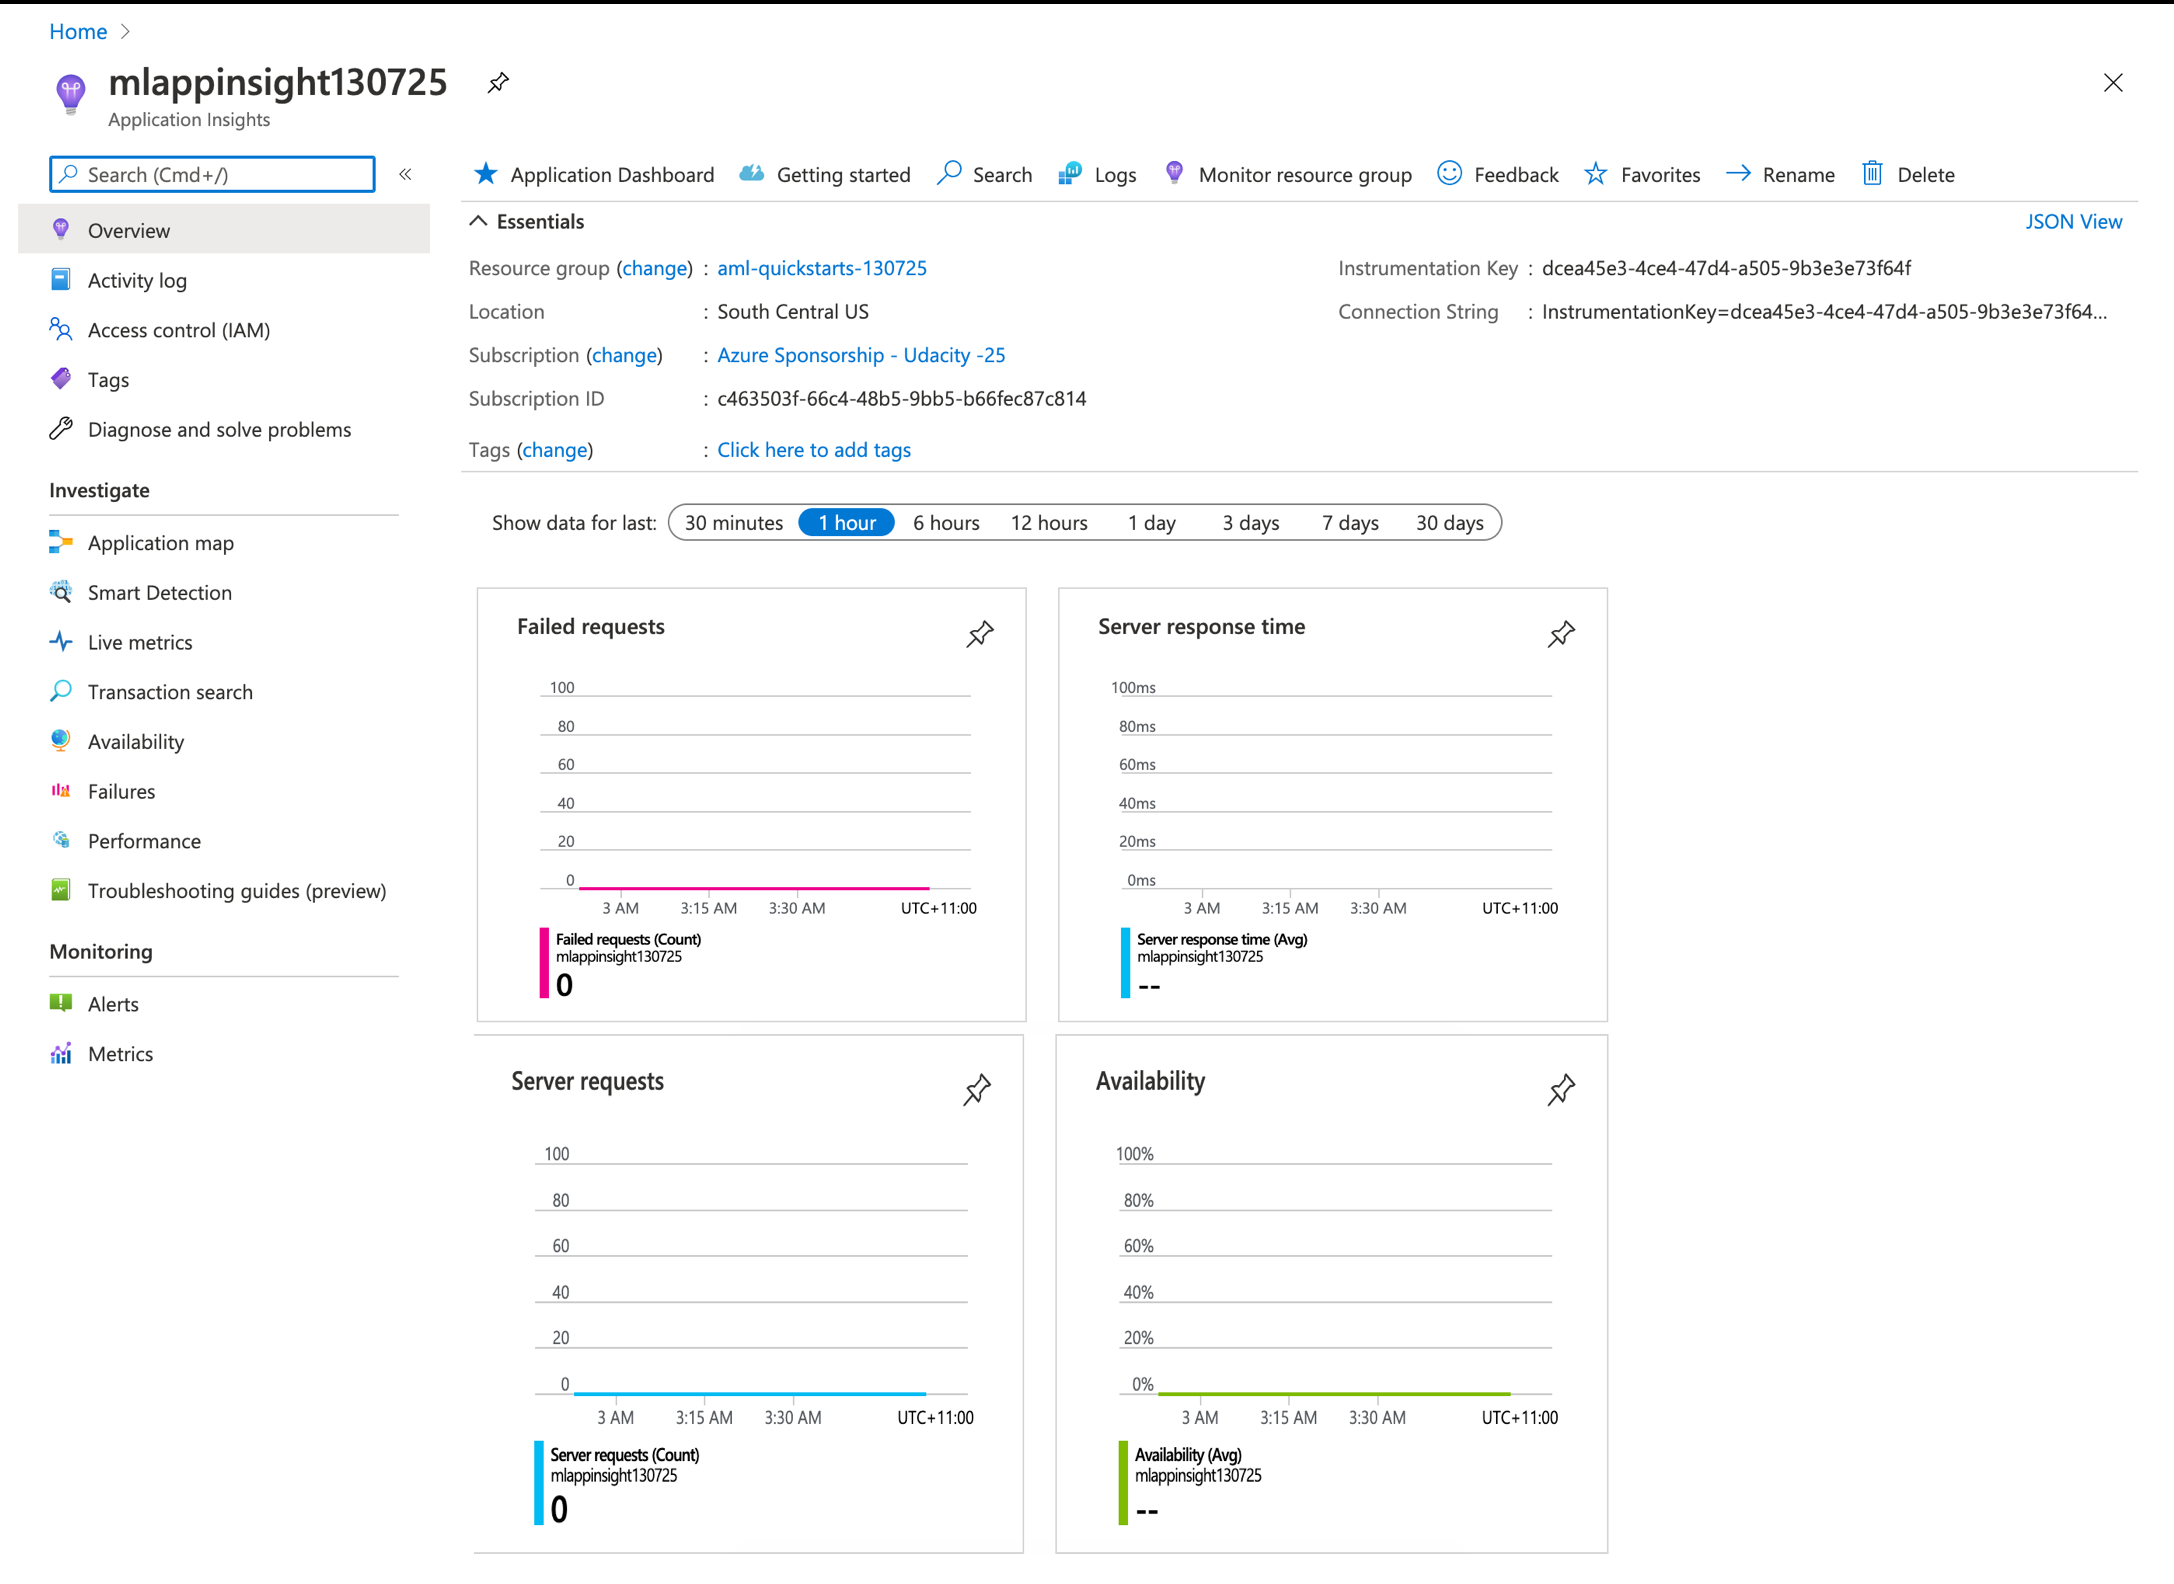 Home
mlappinsight130725
Application Insights
Search (Cmd+/)
«
Application Dashboard
Getting started
Search
Logs
Monitor resource group
Feedback
Favorites
Rename
Delete
Overview
Activity log
Access control (IAM)
Tags
Diagnose and solve problems
Investigate
Application map
Smart Detection
Live metrics
Transaction search
Availability
Failures
Performance
Troubleshooting guides (preview)
Monitoring
Alerts
Metrics
Essentials
JSON View
Resource group (change) : aml-quickstarts-130725
Location : South Central US
Subscription (change) : Azure Sponsorship - Udacity -25
Subscription ID : c463503f-66c4-48b5-9bb5-b66fec87c814
Tags (change) : Click here to add tags
Instrumentation Key : dcea45e3-4ce4-47d4-a505-9b3e3e73f64f
Connection String : InstrumentationKey=dcea45e3-4ce4-47d4-a505-9b3e3e73f64...
Show data for last: 30 minutes 1 hour 6 hours 12 hours 1 day 3 days 7 days 30 days
Failed requests
100
80
60
40
20
0
3 AM 3:15 AM 3:30 AM UTC+11:00
Failed requests (Count)
mlappinsight130725
0
Server response time
100ms
80ms
60ms
40ms
20ms
0ms
3 AM 3:15 AM 3:30 AM UTC+11:00
Server response time (Avg)
mlappinsight130725
--
Server requests
100
80
60
40
20
0
3 AM 3:15 AM 3:30 AM UTC+11:00
Server requests (Count)
mlappinsight130725
0
Availability
100%
80%
60%
40%
20%
0%
3 AM 3:15 AM 3:30 AM UTC+11:00
Availability (Avg)
mlappinsight130725
--